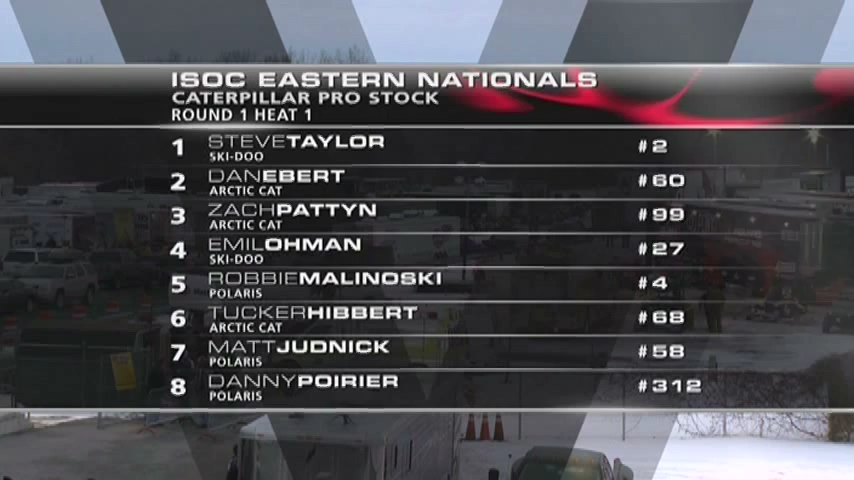 ISOC EASTERN NATIONALS
CATERPILLAR PRO STOCK
ROUND 1 HEAT 1
1 STEVETAYLOR #2
SKI-DOO
2 DANEBERT #60
ARCTIC CAT
3 ZACHPATTYN #99
ARCTIC CAT
4 EMILOHMAN #27
SKI-DOO
5 ROBBIEMALINOSKI #4
POLARIS
6 TUCKERHIBBERT #68
ARCTIC CAT
7 MATTJUDNICK #58
POLARIS
8 DANNYPOIRIER #312
POLARIS